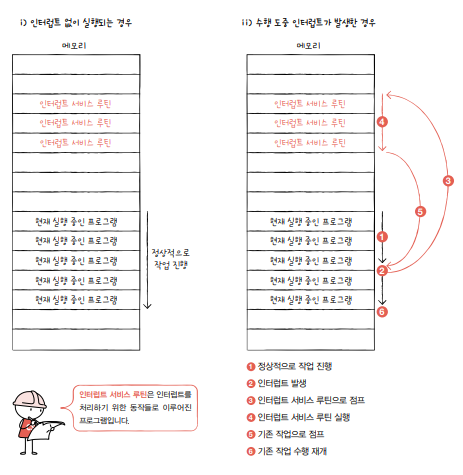 i) 인터럽트 없이 실행되는 경우
메모리
인터럽트 서비스 루틴
인터럽트 서비스 루틴
인터럽트 서비스 루틴
현재 실행 중인 프로그램
현재 실행 중인 프로그램
현재 실행 중인 프로그램
현재 실행 중인 프로그램
현재 실행 중인 프로그램
정상적으로
작업 진행
인터럽트 서비스 루틴은 인터럽트를
처리하기 위한 동작들로 이루어진
프로그램입니다.
ii) 수행 도중 인터럽트가 발생한 경우
메모리
인터럽트 서비스 루틴
인터럽트 서비스 루틴
인터럽트 서비스 루틴
현재 실행 중인 프로그램
현재 실행 중인 프로그램
현재 실행 중인 프로그램
현재 실행 중인 프로그램
현재 실행 중인 프로그램
4
3
5
1
2
6
1 정상적으로 작업 진행
2 인터럽트 발생
3 인터럽트 서비스 루틴으로 점프
4 인터럽트 서비스 루틴 실행
5 기존 작업으로 점프
6 기존 작업 수행 재개